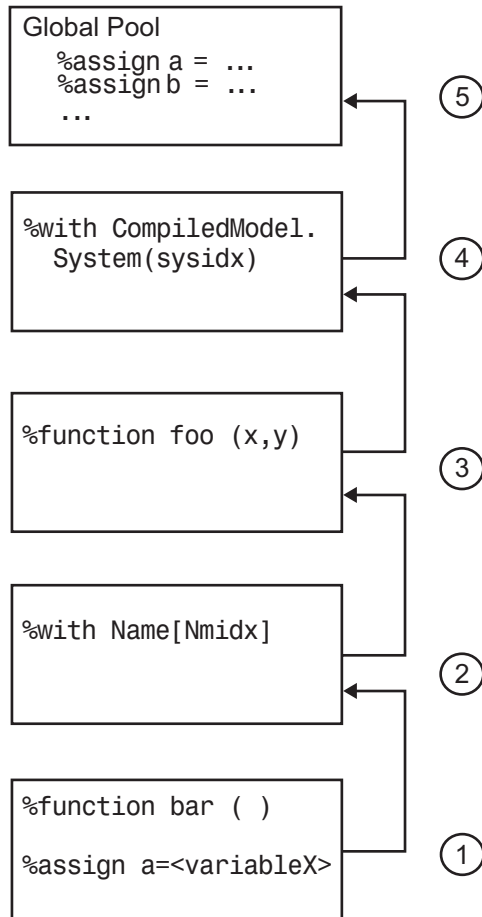 Global Pool
%assign a = ...
%assign b = ...
...
5
%with CompiledModel.
System(sysidx)
4
%function foo (x,y)
3
%with Name[Nmidx]
2
%function bar ( )
%assign a=<variableX>
1